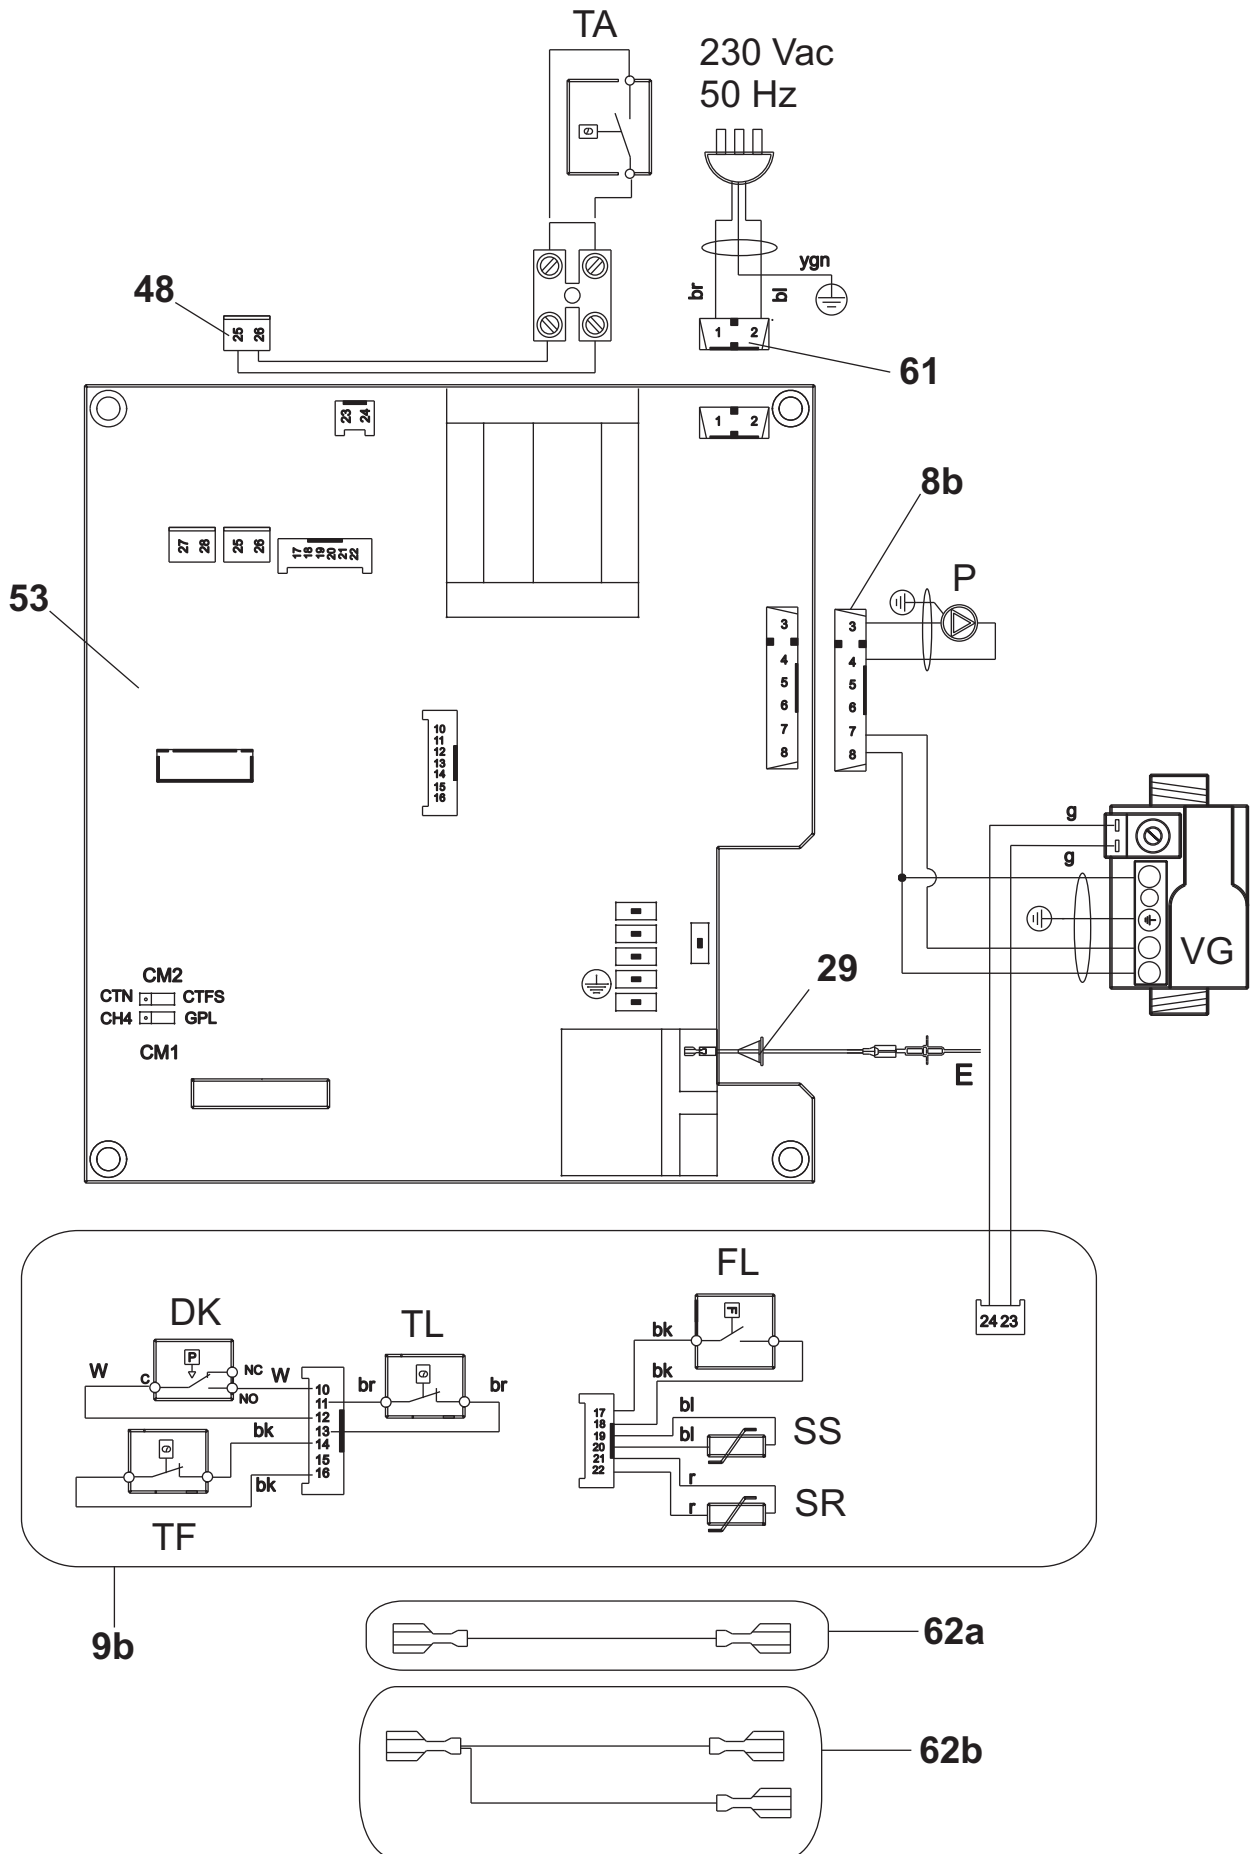 TA
230 Vac
50 Hz
ygn
br
bl
48
25
26
1 2
61
23
24
1 2
8b
27
28
25
26
17
18
19
20
21
22
53
P
3
4
5
6
7
8
3
4
5
6
7
8
10
11
12
13
14
15
16
g
g
VG
29
CM2
CTN
CTFS
CH4
GPL
CM1
E
FL
F
24 23
DK
TL
P
W
C
NC
W
NO
br
br
10
11
12
13
14
15
16
bk
bk
TF
bk
bk
17
18
19
20
21
22
bl
bl
SS
r
r
SR
9b
62a
62b